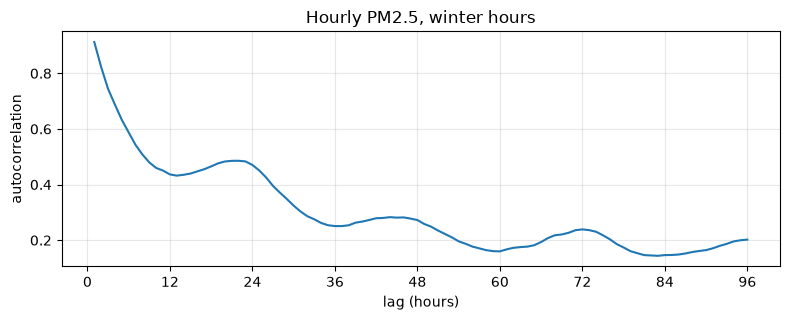 Hourly PM2.5, winter hours
autocorrelation
0.8
0.6
0.4
0.2
0 12 24 36 48 60 72 84 96
lag (hours)